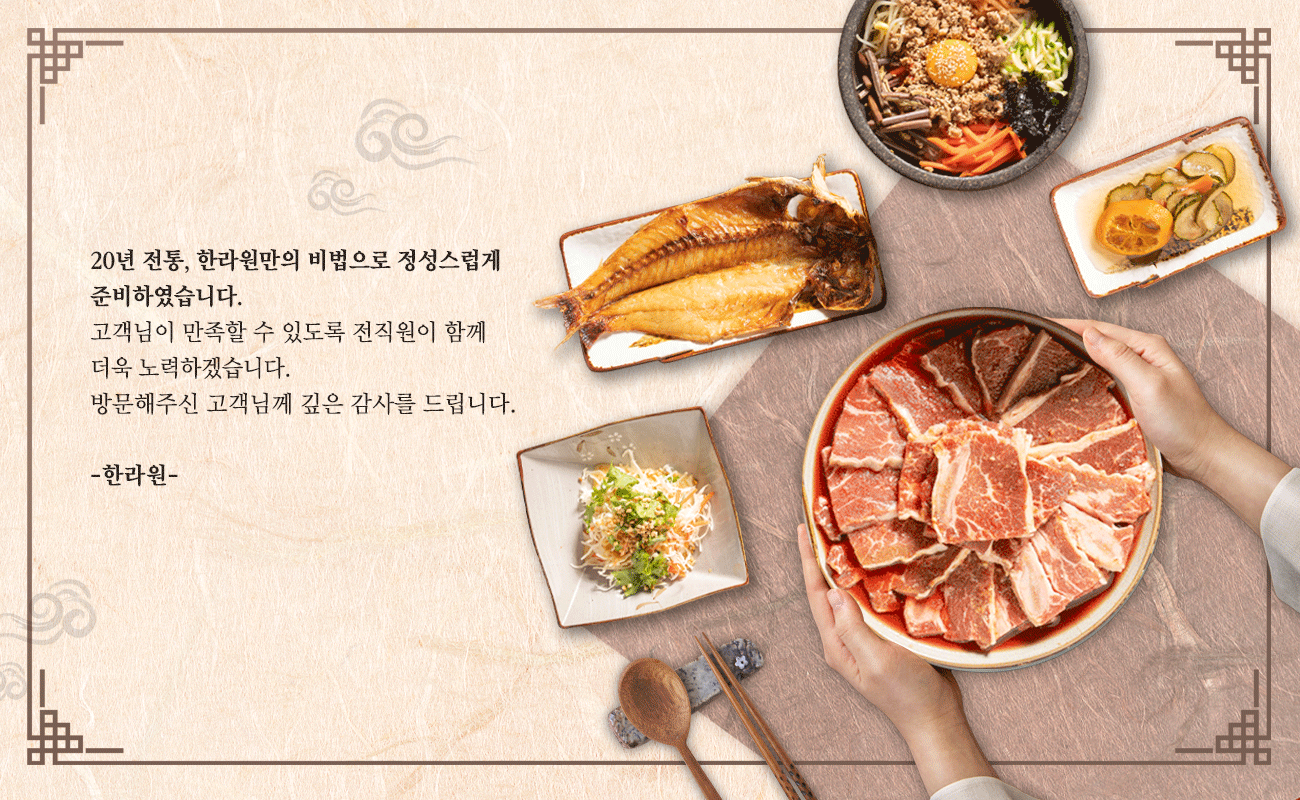 20년 전통, 한라원만의 비법으로 정성스럽게
준비하였습니다.
고객님이 만족할 수 있도록 전직원이 함께
더욱 노력하겠습니다.
방문해주신 고객님께 깊은 감사를 드립니다.
-한라원-